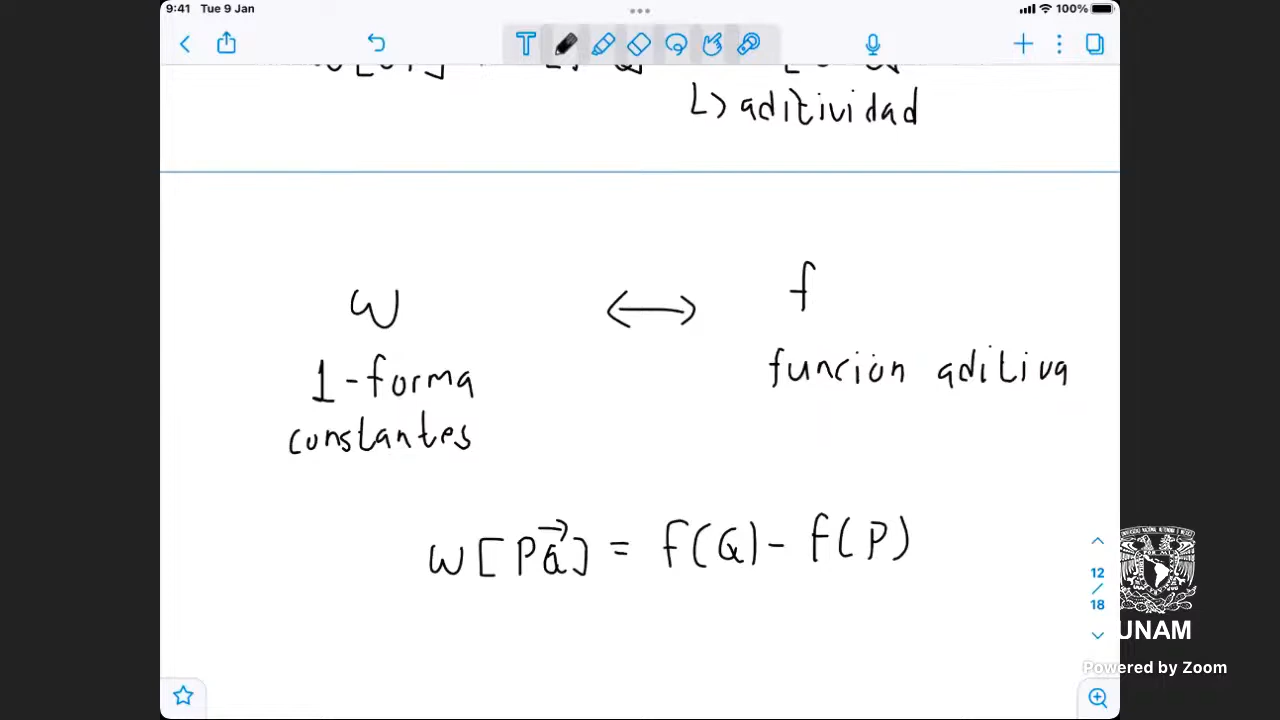 9:41 Tue 9 Jan
100%
L> aditividad
ω ⟷ f
1-forma
constantes
función aditiva
ω[PQ⃗] = f(Q) - f(P)
12
/
18
UNAM
Powered by Zoom